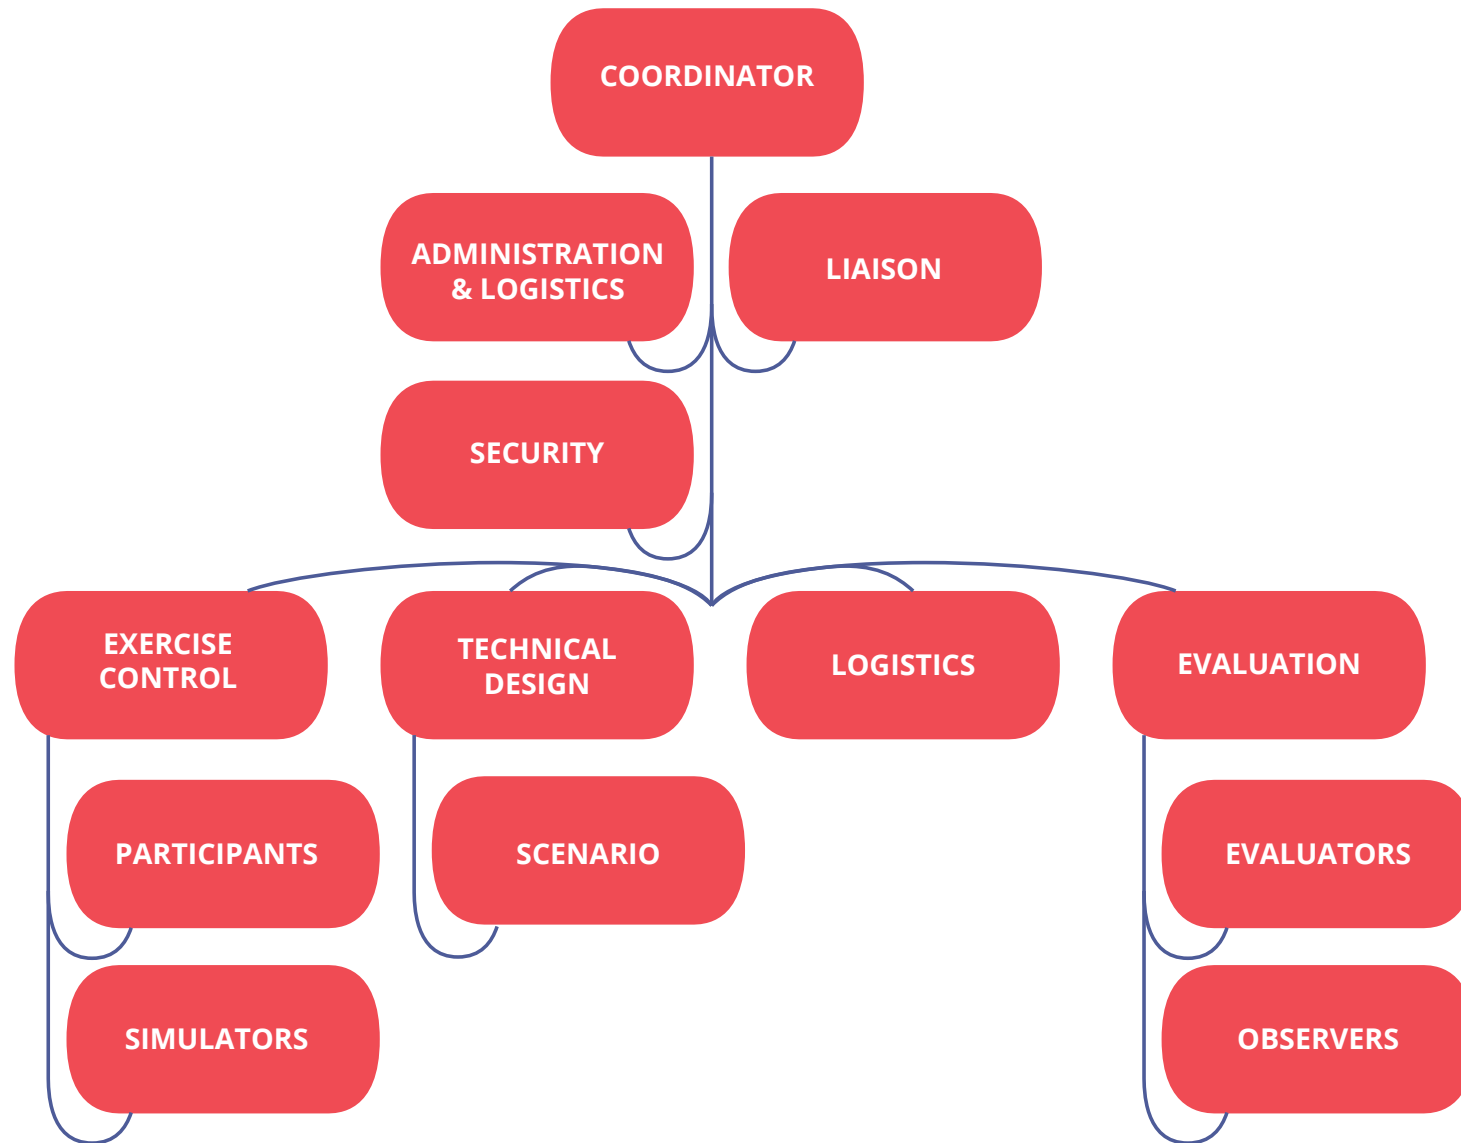 COORDINATOR
ADMINISTRATION
& LOGISTICS
LIAISON
SECURITY
EXERCISE
CONTROL
TECHNICAL
DESIGN
LOGISTICS
EVALUATION
PARTICIPANTS
SCENARIO
EVALUATORS
SIMULATORS
OBSERVERS